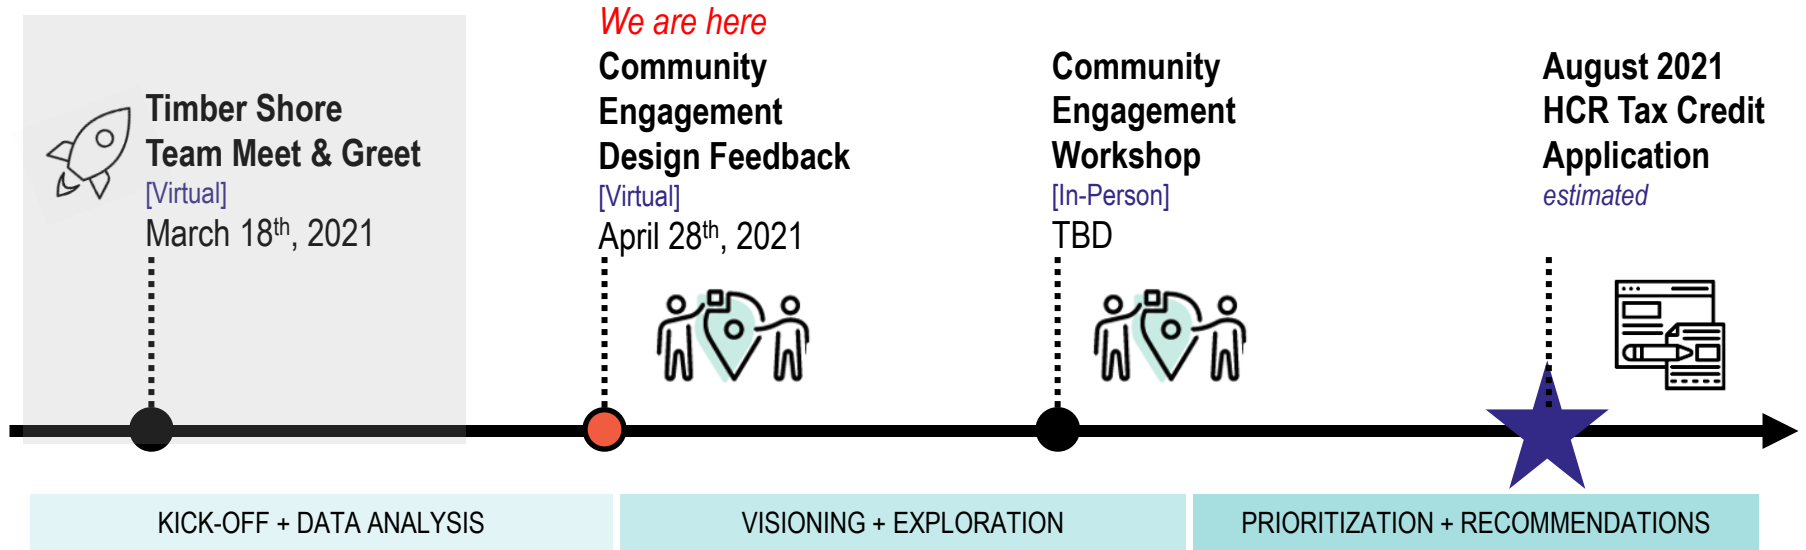 Timber Shore
Team Meet & Greet
[Virtual]
March 18th, 2021
We are here
Community
Engagement
Design Feedback
[Virtual]
April 28th, 2021
Community
Engagement
Workshop
[In-Person]
TBD
August 2021
HCR Tax Credit
Application
estimated
KICK-OFF + DATA ANALYSIS
VISIONING + EXPLORATION
PRIORITIZATION + RECOMMENDATIONS